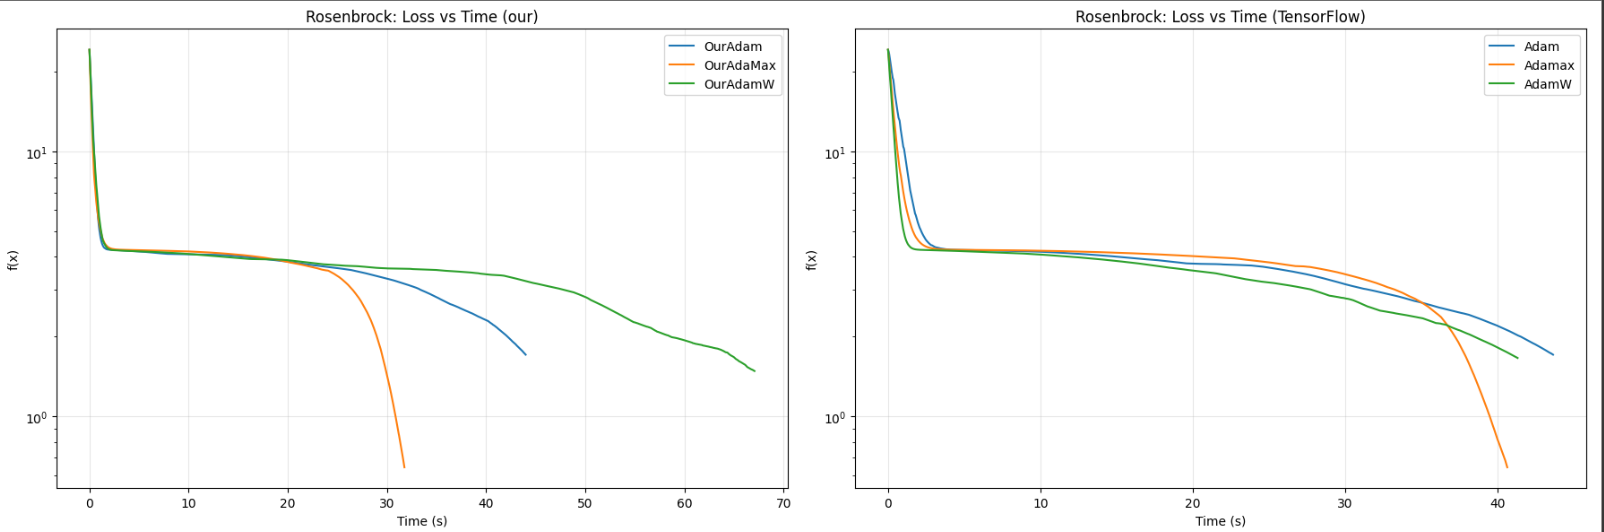 Rosenbrock: Loss vs Time (our)
f(x)
10¹
10⁰
OurAdam
OurAdaMax
OurAdamW
0 10 20 30 40 50 60 70
Time (s)
Rosenbrock: Loss vs Time (TensorFlow)
f(x)
10¹
10⁰
Adam
Adamax
AdamW
0 10 20 30 40
Time (s)